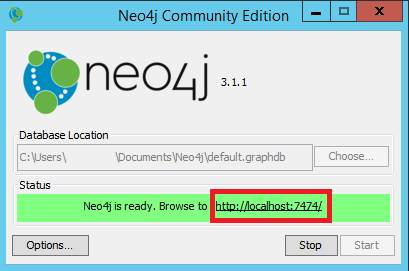 Neo4j Community Edition
neo4j 3.1.1
Database Location
C:\Users\ \Documents\Neo4j\default.graphdb Choose...
Status
Neo4j is ready. Browse to http://localhost:7474/
Options... Stop Start